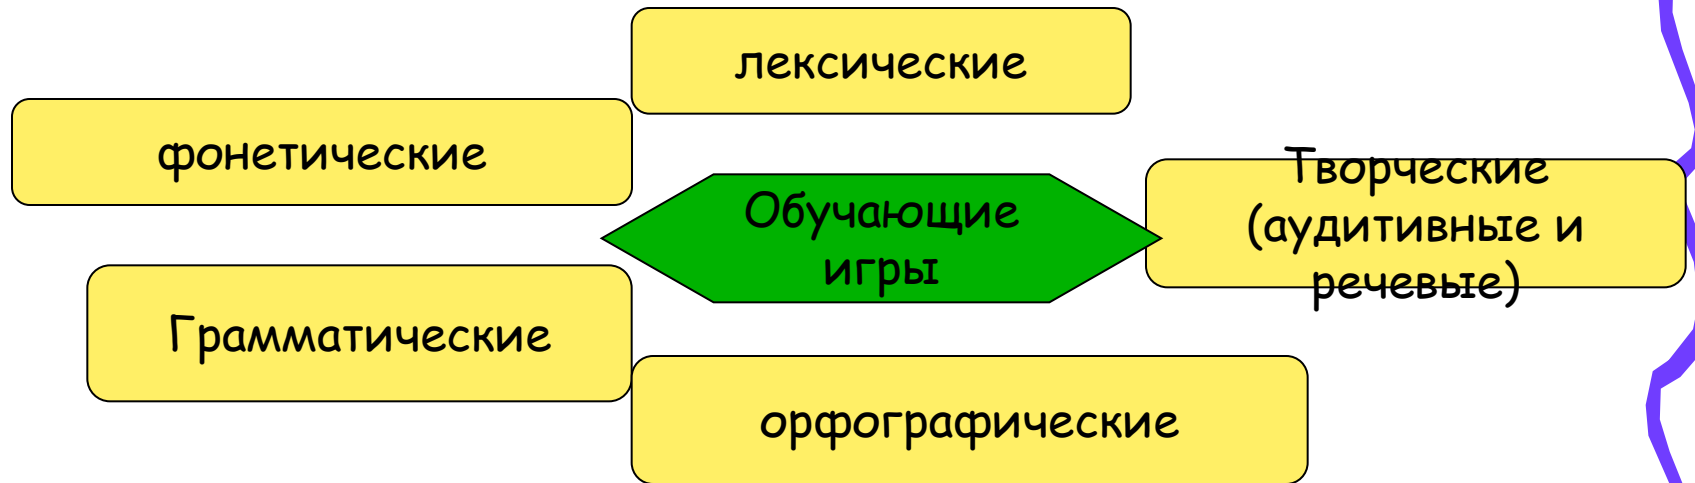 лексические
фонетические
Обучающие
игры
Творческие
(аудитивные и
речевые)
Грамматические
орфографические